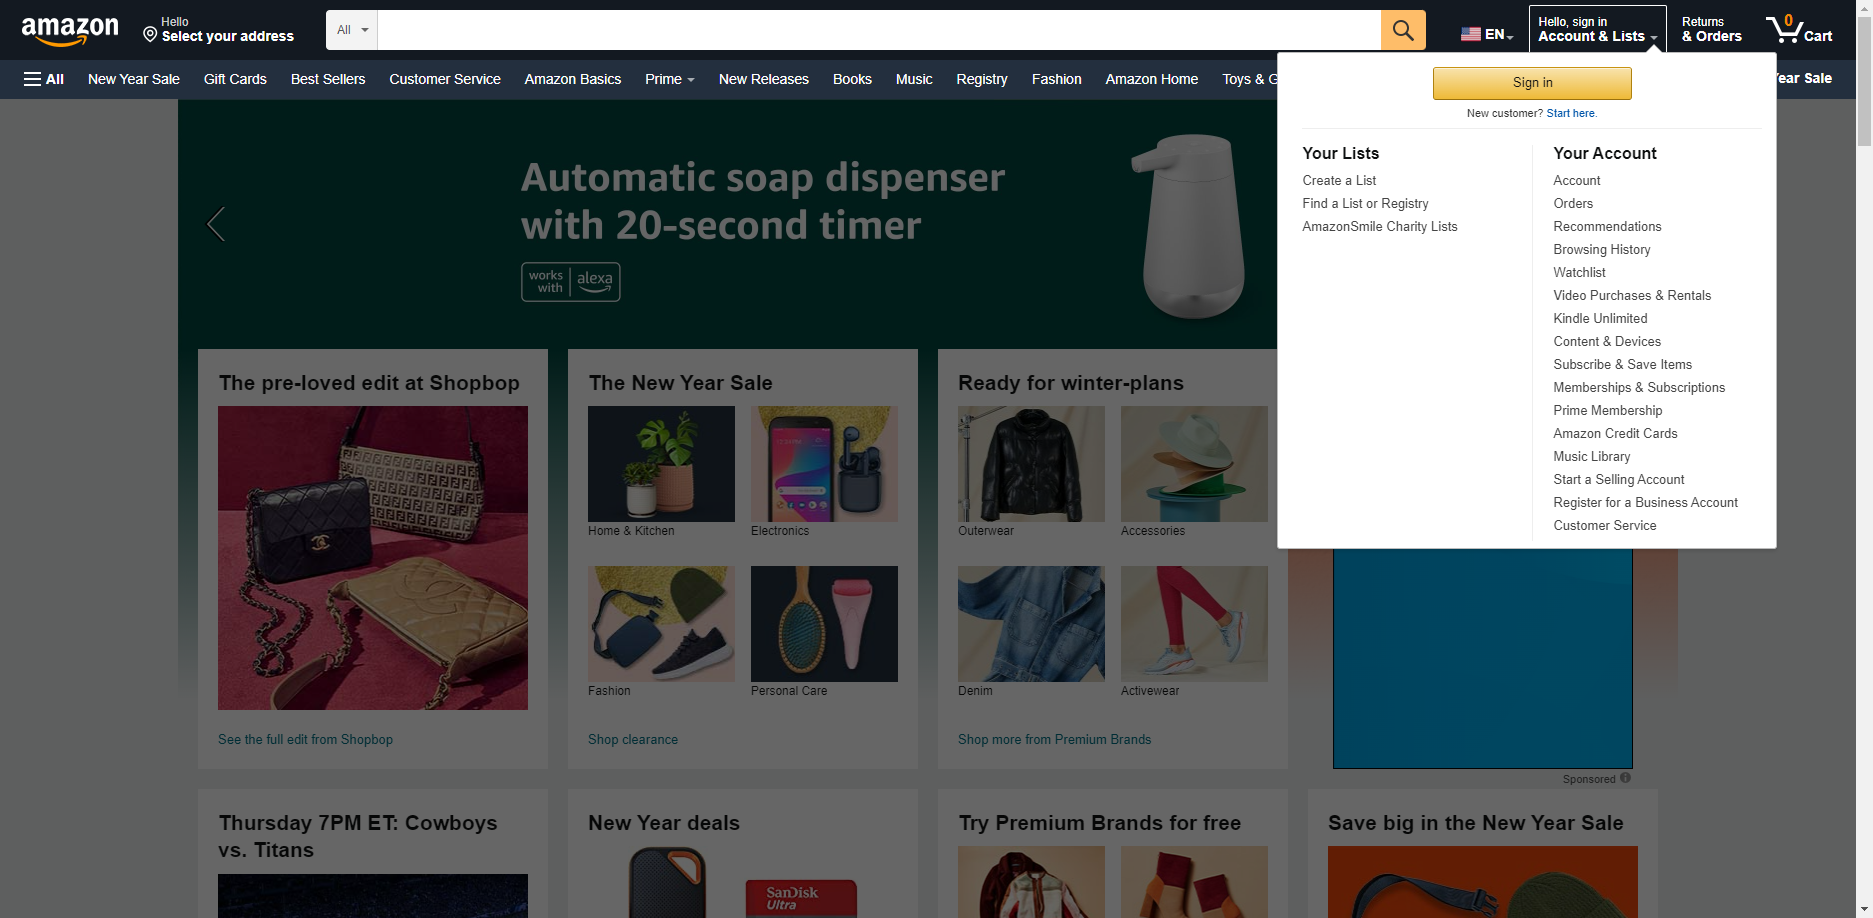 amazon
Hello
Select your address
All
EN
Hello, sign in
Account & Lists
Returns
& Orders
0
Cart
All
New Year Sale
Gift Cards
Best Sellers
Customer Service
Amazon Basics
Prime
New Releases
Books
Music
Registry
Fashion
Amazon Home
Toys & G
Year Sale
Sign in
New customer? Start here.
Your Lists
Create a List
Find a List or Registry
AmazonSmile Charity Lists
Your Account
Account
Orders
Recommendations
Browsing History
Watchlist
Video Purchases & Rentals
Kindle Unlimited
Content & Devices
Subscribe & Save Items
Memberships & Subscriptions
Prime Membership
Amazon Credit Cards
Music Library
Start a Selling Account
Register for a Business Account
Customer Service
Automatic soap dispenser
with 20-second timer
works
with
alexa
The pre-loved edit at Shopbop
See the full edit from Shopbop
The New Year Sale
Home & Kitchen
Electronics
Fashion
Personal Care
Shop clearance
Ready for winter-plans
Outerwear
Accessories
Denim
Activewear
Shop more from Premium Brands
Sponsored
Thursday 7PM ET: Cowboys
vs. Titans
New Year deals
SanDisk
Ultra
Try Premium Brands for free
Save big in the New Year Sale